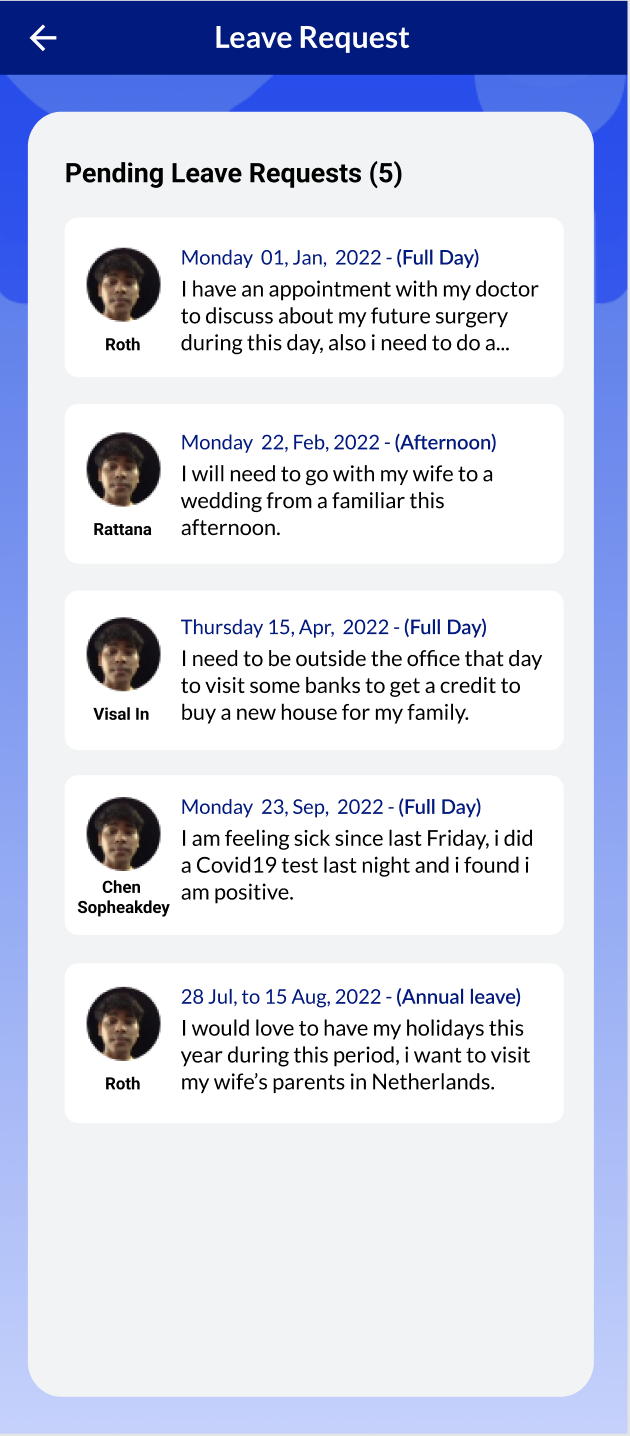 Leave Request
Pending Leave Requests (5)
Monday 01, Jan, 2022 - (Full Day)
I have an appointment with my doctor
to discuss about my future surgery
during this day, also i need to do a...
Roth
Monday 22, Feb, 2022 - (Afternoon)
I will need to go with my wife to a
wedding from a familiar this
afternoon.
Rattana
Thursday 15, Apr, 2022 - (Full Day)
I need to be outside the office that day
to visit some banks to get a credit to
buy a new house for my family.
Visal In
Monday 23, Sep, 2022 - (Full Day)
I am feeling sick since last Friday, i did
a Covid19 test last night and i found i
am positive.
Chen
Sopheakdey
28 Jul, to 15 Aug, 2022 - (Annual leave)
I would love to have my holidays this
year during this period, i want to visit
my wife’s parents in Netherlands.
Roth